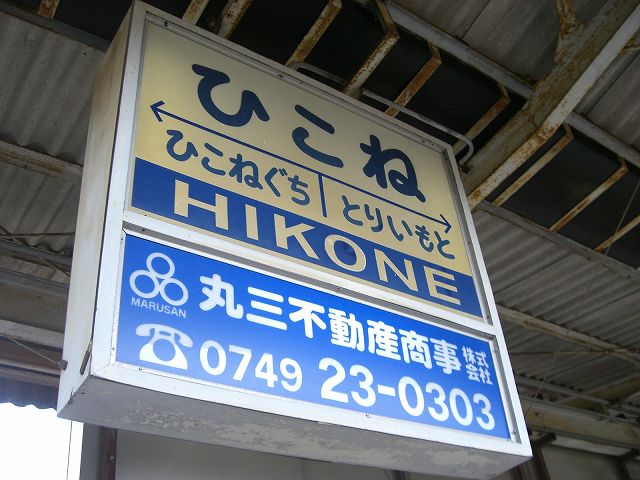 ひこね
ひこねぐち とりいもと
HIKONE
MARUSAN
丸三不動産商事株式会社
0749 23-0303